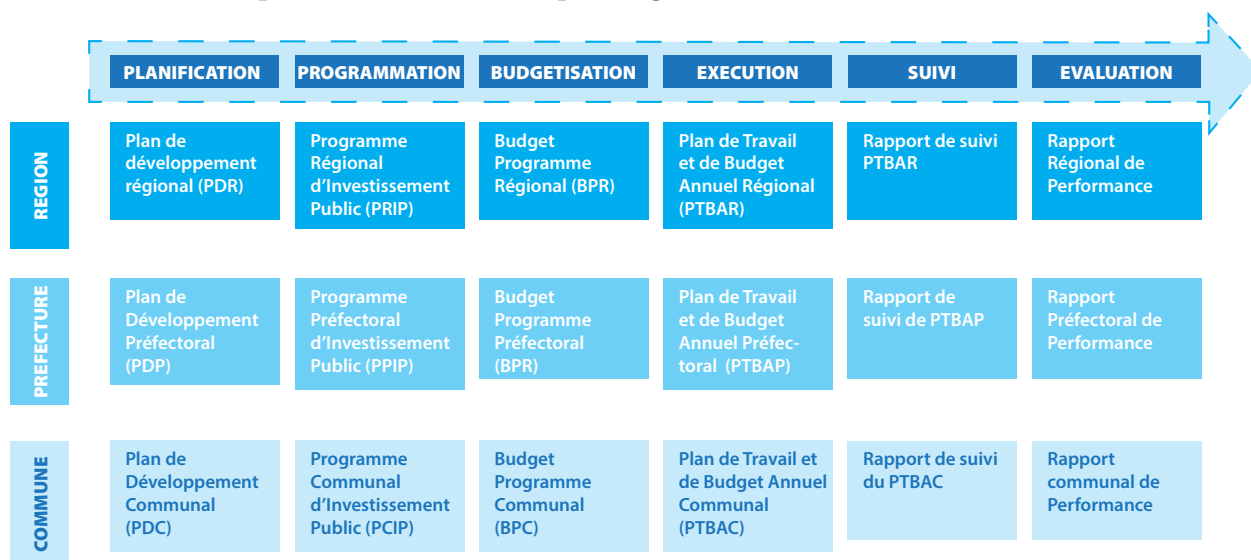 PLANIFICATION
PROGRAMMATION
BUDGETISATION
EXECUTION
SUIVI
EVALUATION
REGION
Plan de
développement
régional (PDR)
Programme
Régional
d’Investissement
Public (PRIP)
Budget
Programme
Régional (BPR)
Plan de Travail
et de Budget
Annuel Régional
(PTBAR)
Rapport de suivi
PTBAR
Rapport
Régional de
Performance
PREFECTURE
Plan de
Développement
Préfectoral
(PDP)
Programme
Préfectoral
d’Investissement
Public (PPIP)
Budget
Programme
Préfectoral
(BPR)
Plan de Travail
et de Budget
Annuel Préfec-
toral (PTBAP)
Rapport de
suivi de PTBAP
Rapport
Préfectoral de
Performance
COMMUNE
Plan de
Développement
Communal
(PDC)
Programme
Communal
d’Investissement
Public (PCIP)
Budget
Programme
Communal
(BPC)
Plan de Travail et
de Budget Annuel
Communal
(PTBAC)
Rapport de suivi
du PTBAC
Rapport
communal de
Performance